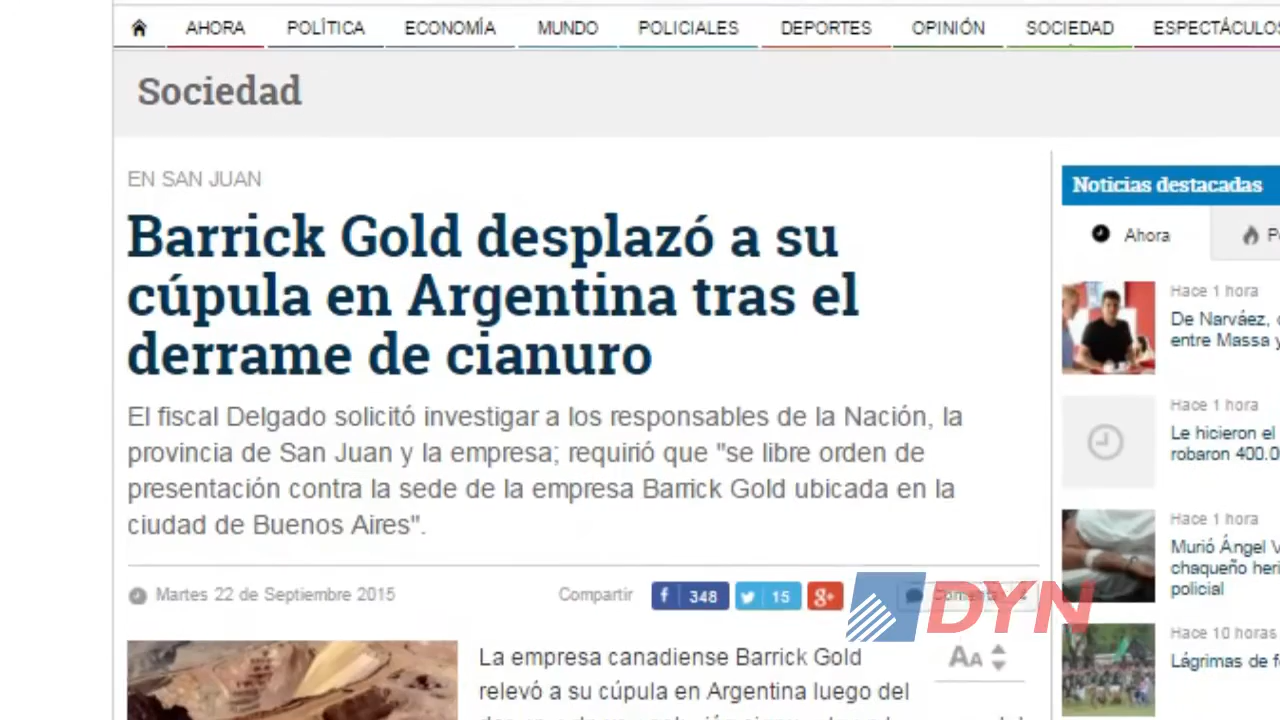 AHORA POLÍTICA ECONOMÍA MUNDO POLICIALES DEPORTES OPINIÓN SOCIEDAD ESPECTÁCULOS
Sociedad
EN SAN JUAN
Barrick Gold desplazó a su
cúpula en Argentina tras el
derrame de cianuro
El fiscal Delgado solicitó investigar a los responsables de la Nación, la
provincia de San Juan y la empresa; requirió que "se libre orden de
presentación contra la sede de la empresa Barrick Gold ubicada en la
ciudad de Buenos Aires".
Martes 22 de Septiembre 2015
Compartir
f 348
15
g+
DYN
AA
La empresa canadiense Barrick Gold
relevó a su cúpula en Argentina luego del
Noticias destacadas
Ahora
Hace 1 hora
De Narváez,
entre Massa y
Hace 1 hora
Le hicieron el
robaron 400.0
Hace 1 hora
Murió Ángel V
chaqueño heri
policial
Hace 10 horas
Lágrimas de f